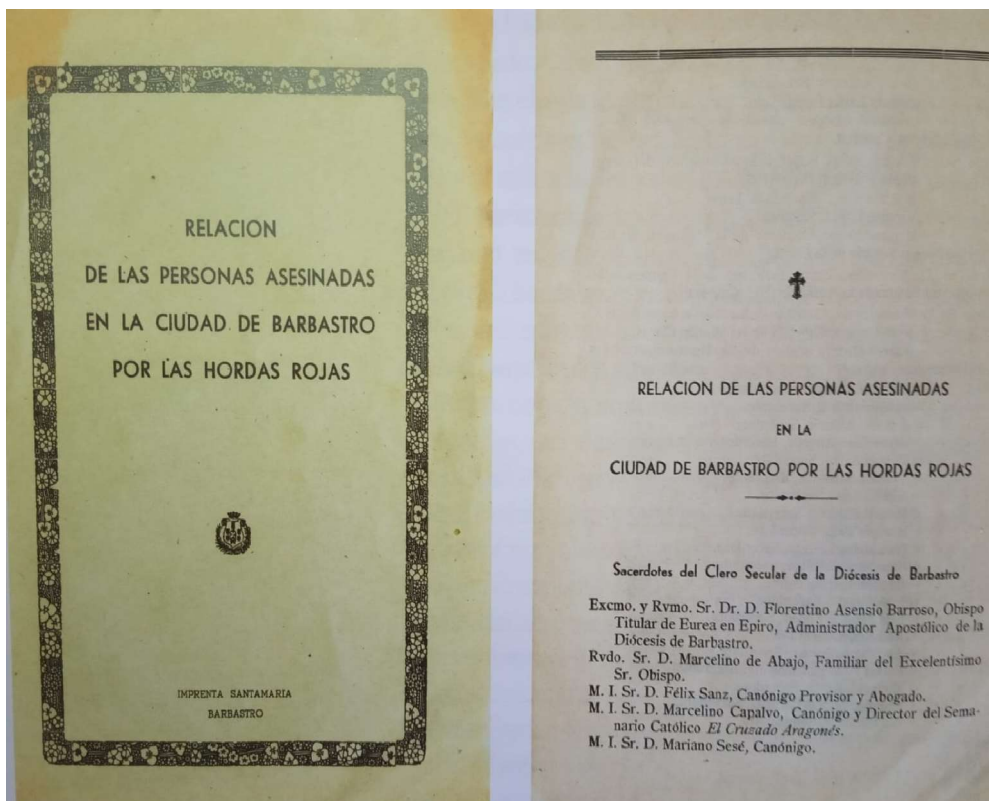 RELACION
DE LAS PERSONAS ASESINADAS
EN LA CIUDAD DE BARBASTRO
POR LAS HORDAS ROJAS
IMPRENTA SANTAMARIA
BARBASTRO
RELACION DE LAS PERSONAS ASESINADAS
EN LA
CIUDAD DE BARBASTRO POR LAS HORDAS ROJAS
Sacerdotes del Clero Secular de la Diócesis de Barbastro
Excmo. y Rvmo. Sr. Dr. D. Florentino Asensio Barroso, Obispo
Titular de Eurea en Epiro, Administrador Apostólico de la
Diócesis de Barbastro.
Rvdo. Sr. D. Marcelino de Abajo, Familiar del Excelentísimo
Sr. Obispo.
M. I. Sr. D. Félix Sanz, Canónigo Provisor y Abogado.
M. I. Sr. D. Marcelino Capalvo, Canónigo y Director del Sema-
nario Católico El Cruzado Aragonés.
M. I. Sr. D. Mariano Sesé, Canónigo.